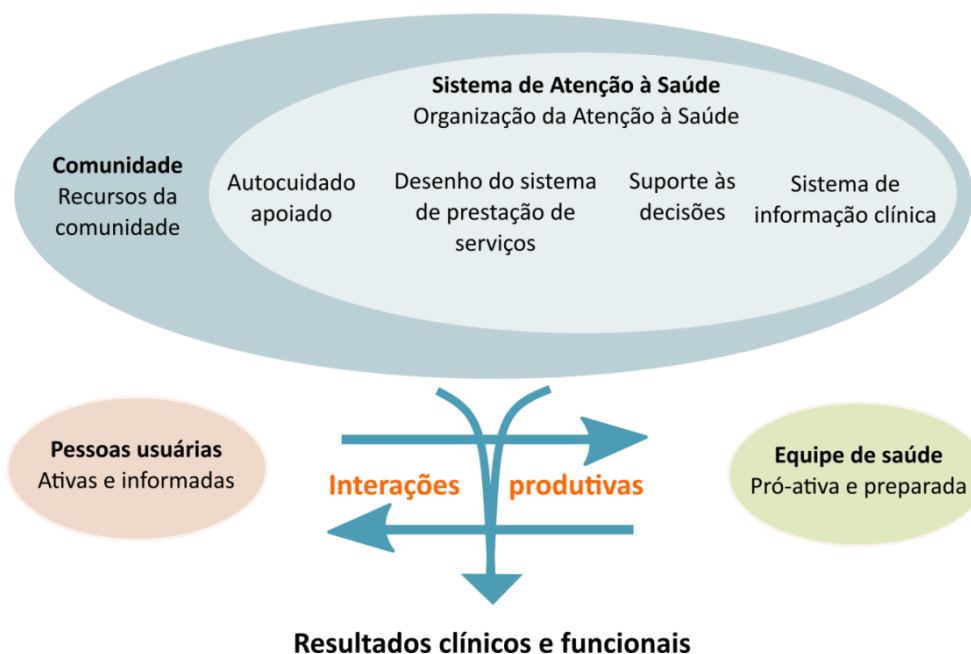 Sistema de Atenção à Saúde
Organização da Atenção à Saúde
Comunidade
Recursos da
comunidade
Autocuidado
apoiado
Desenho do sistema
de prestação de
serviços
Suporte às
decisões
Sistema de
informação clínica
Pessoas usuárias
Ativas e informadas
Interações produtivas
Equipe de saúde
Pró-ativa e preparada
Resultados clínicos e funcionais